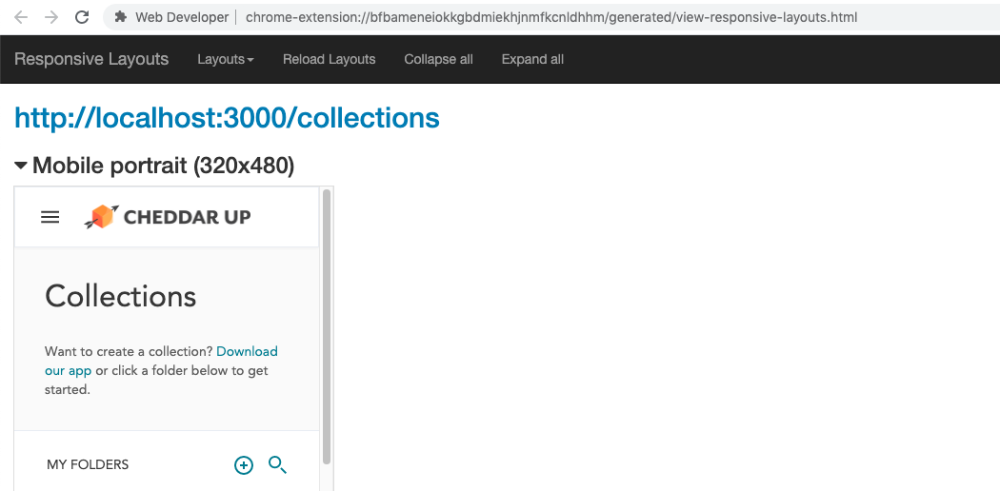 Web Developer chrome-extension://bfbameneiokkgbdmiekhjnmfkcnldhhm/generated/view-responsive-layouts.html
Responsive Layouts Layouts Reload Layouts Collapse all Expand all
http://localhost:3000/collections
Mobile portrait (320x480)
CHEDDAR UP
Collections
Want to create a collection? Download
our app or click a folder below to get
started.
MY FOLDERS